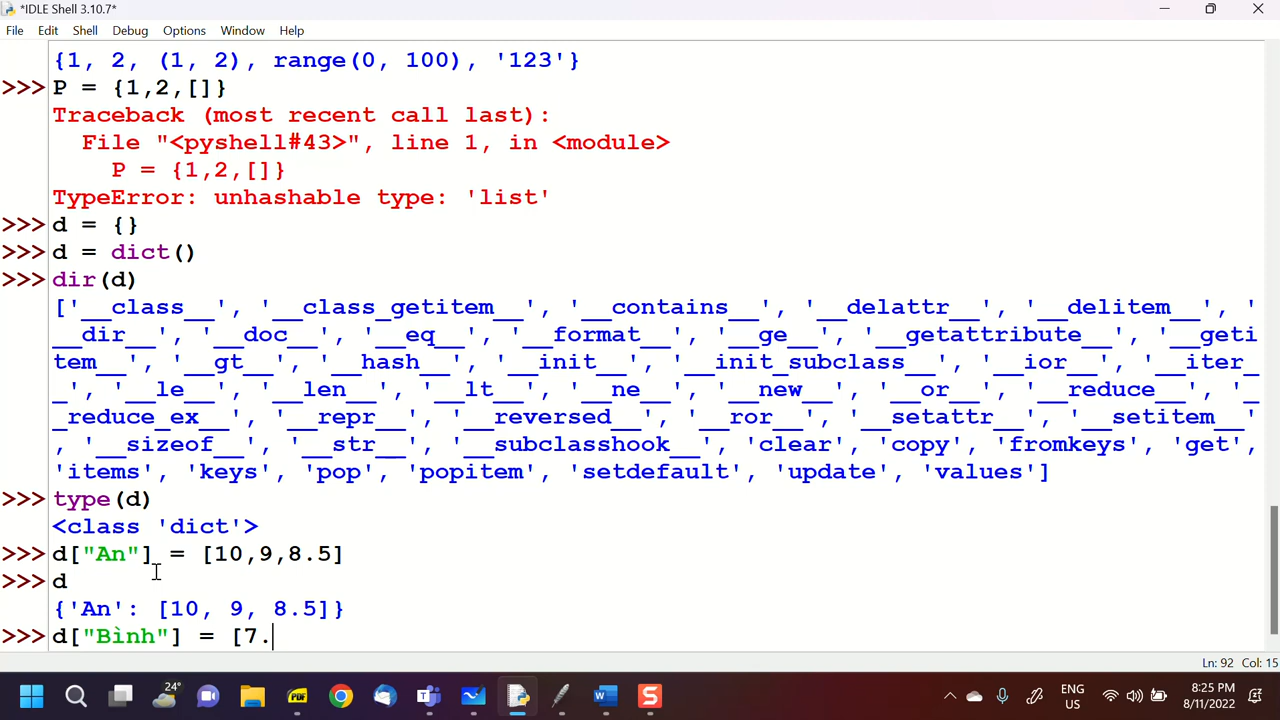 *IDLE Shell 3.10.7*
File Edit Shell Debug Options Window Help
{1, 2, (1, 2), range(0, 100), '123'}
>>> P = {1,2,[]}
Traceback (most recent call last):
File "<pyshell#43>", line 1, in <module>
P = {1,2,[]}
TypeError: unhashable type: 'list'
>>> d = {}
>>> d = dict()
>>> dir(d)
['__class__', '__class_getitem__', '__contains__', '__delattr__', '__delitem__', '
__dir__', '__doc__', '__eq__', '__format__', '__ge__', '__getattribute__', '__geti
tem__', '__gt__', '__hash__', '__init__', '__init_subclass__', '__ior__', '__iter_
_', '__le__', '__len__', '__lt__', '__ne__', '__new__', '__or__', '__reduce__', '_
_reduce_ex__', '__repr__', '__reversed__', '__ror__', '__setattr__', '__setitem__'
, '__sizeof__', '__str__', '__subclasshook__', 'clear', 'copy', 'fromkeys', 'get',
'items', 'keys', 'pop', 'popitem', 'setdefault', 'update', 'values']
>>> type(d)
<class 'dict'>
>>> d["An"] = [10,9,8.5]
>>> d
{'An': [10, 9, 8.5]}
>>> d["Bình"] = [7.
Ln: 92 Col: 15
24°
PDF
ENG
US
8:25 PM
8/11/2022